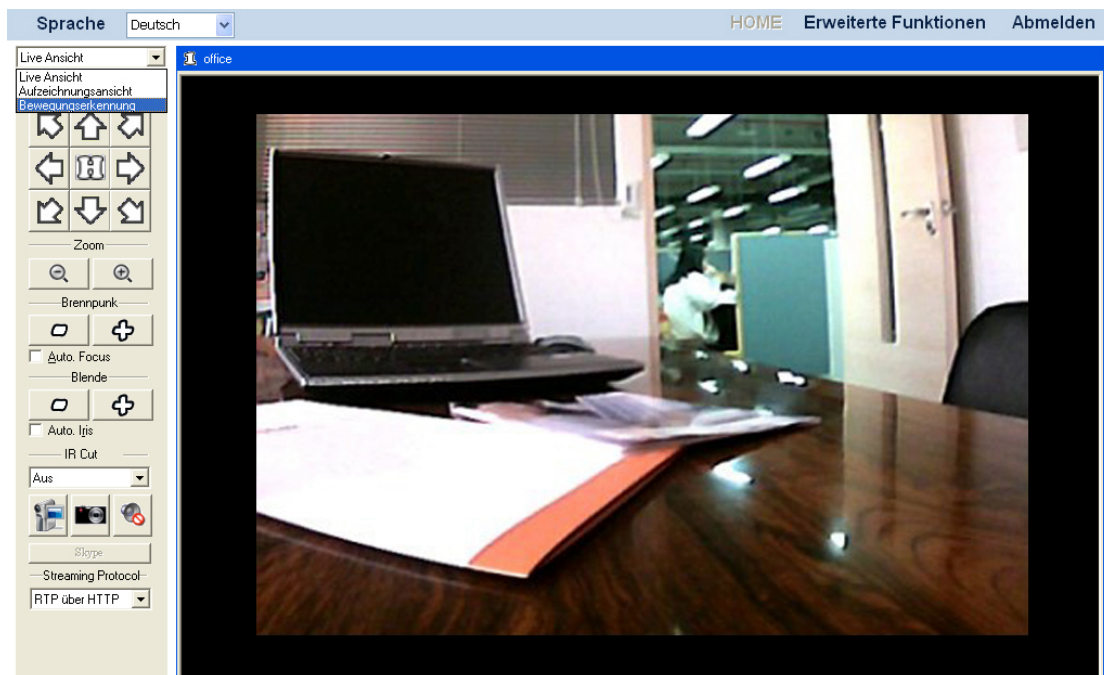 Sprache Deutsch HOME Erweiterte Funktionen Abmelden
Live Ansicht
office
Live Ansicht
Aufzeichnungsansicht
Bewegungserkennung
Zoom
Brennpunk
Auto. Focus
Blende
Auto. Iris
IR Cut
Aus
Skype
Streaming Protocol
RTP über HTTP